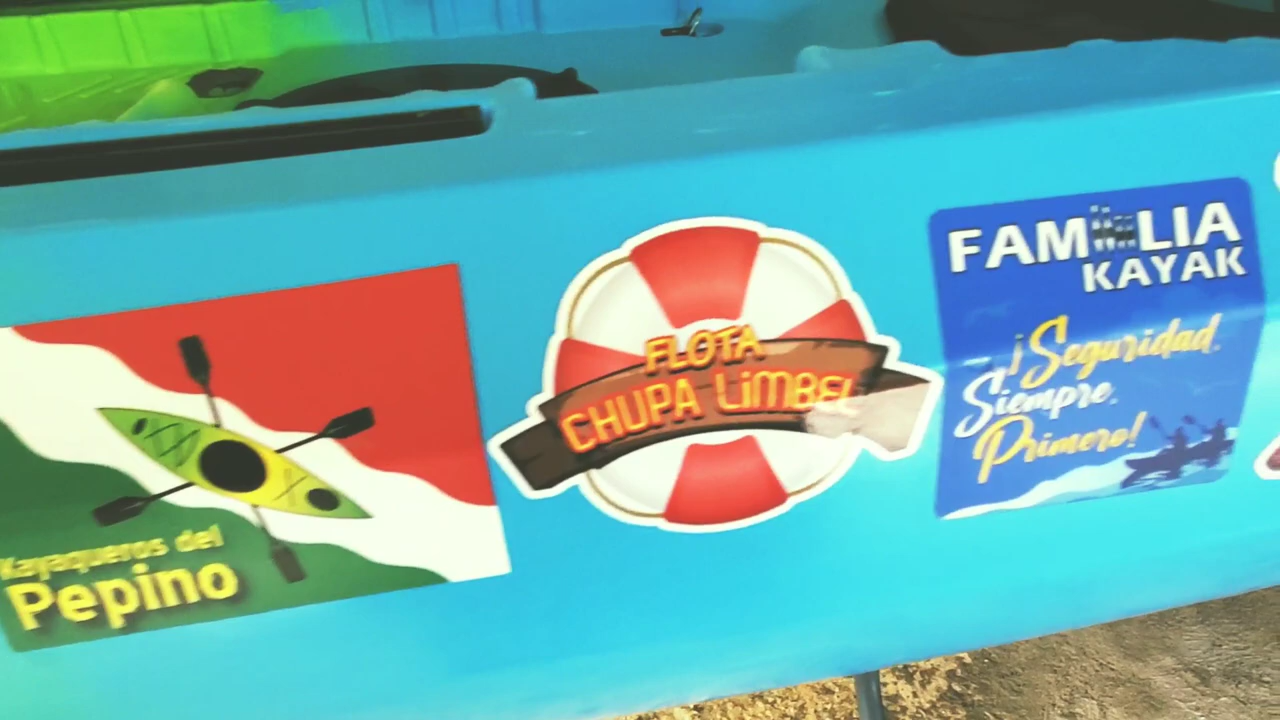 Kayaqueros del
Pepino
FLOTA
CHUPA LiMBEL
FAMILIA
KAYAK
¡Seguridad.
Siempre.
Primero!